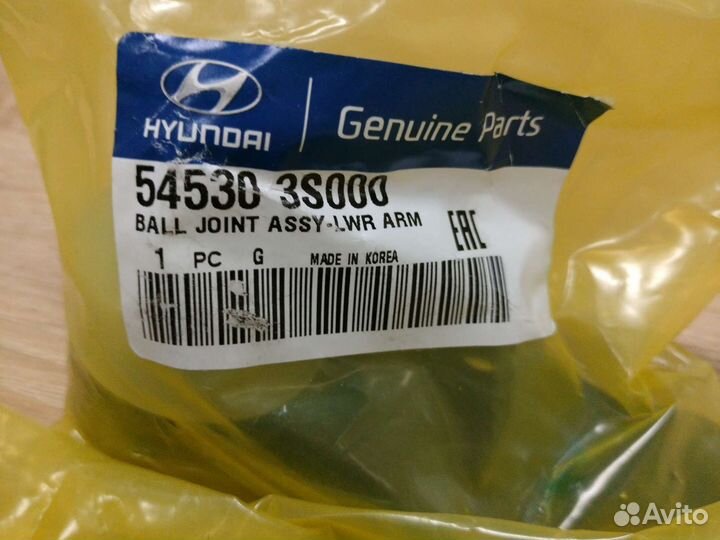 HYUNDAI
Genuine Parts
54530 3S000
BALL JOINT ASSY-LWR ARM
1 PC G MADE IN KOREA
EAC
Avito